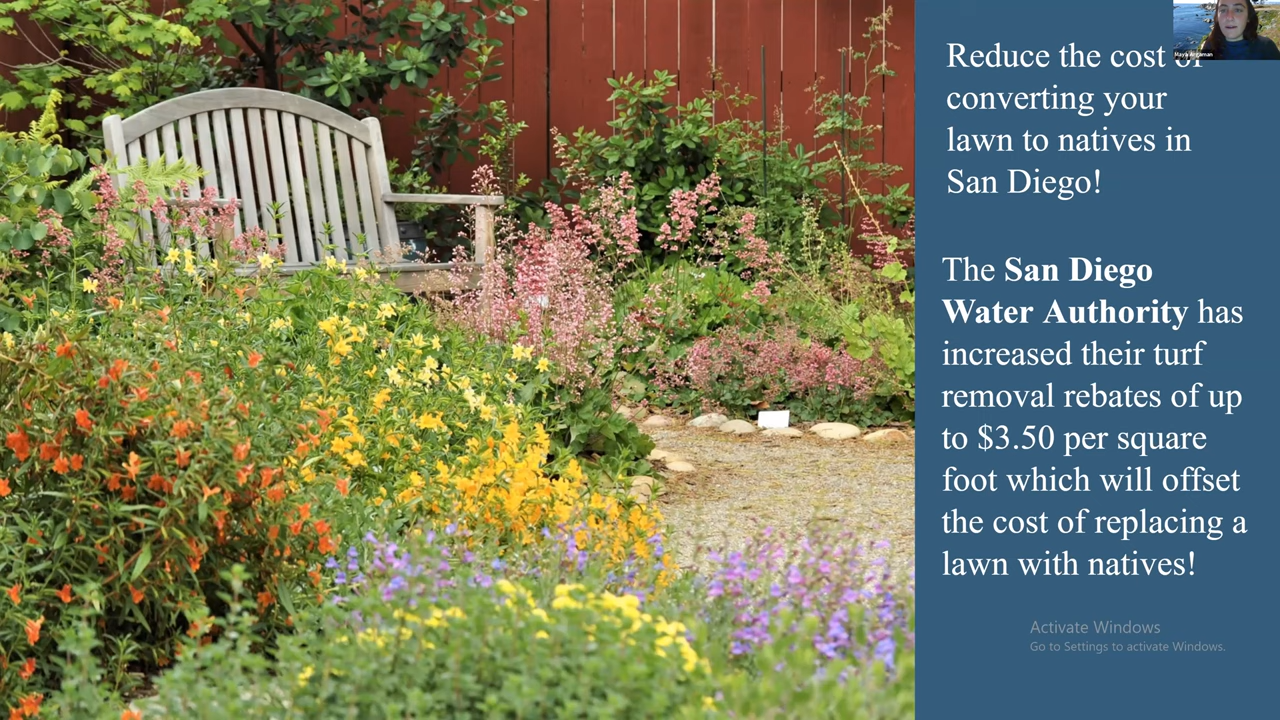 Reduce the cost of
converting your
lawn to natives in
San Diego!
The San Diego
Water Authority has
increased their turf
removal rebates of up
to $3.50 per square
foot which will offset
the cost of replacing a
lawn with natives!
Activate Windows
Go to Settings to activate Windows.